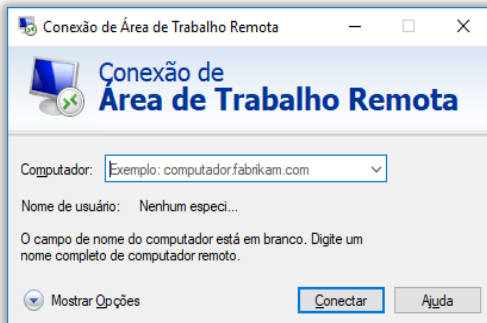 Conexão de Área de Trabalho Remota
Conexão de
Área de Trabalho Remota
Computador: Exemplo: computador.fabrikam.com
Nome de usuário: Nenhum especi...
O campo de nome do computador está em branco. Digite um
nome completo de computador remoto.
Mostrar Opções Conectar Ajuda